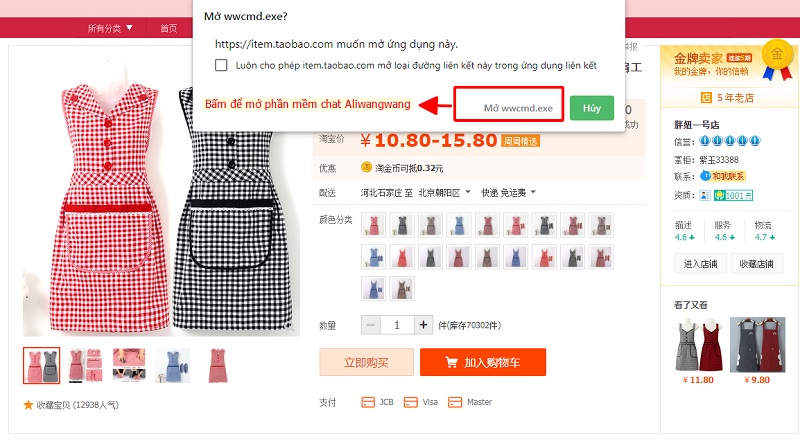 Mở wwcmd.exe?
https://item.taobao.com muốn mở ứng dụng này.
Luôn cho phép item.taobao.com mở loại đường liên kết này trong ứng dụng liên kết
Bấm để mở phần mềm chat Aliwangwang
Mở wwcmd.exe
Hủy
所有分类
首页
举报
肩工
成功
淘宝价
¥10.80-15.80
周周精选
优惠
淘金币可抵0.32元
配送
河北石家庄 至 北京朝阳区
快递 免运费
颜色分类
数量
1
件(库存70302件)
立即购买
加入购物车
支付
JCB
Visa
Master
收藏宝贝 (12938人气)
金牌卖家
连续5期
我的金牌，你的信赖
金
店 5 年老店
胖妞一号店
信誉：
掌柜：紫玉33388
联系：和我联系
资质：
1001元
描述 服务 物流
4.6 4.6 4.7
进入店铺
收藏店铺
看了又看
¥ 11.80
¥ 9.80